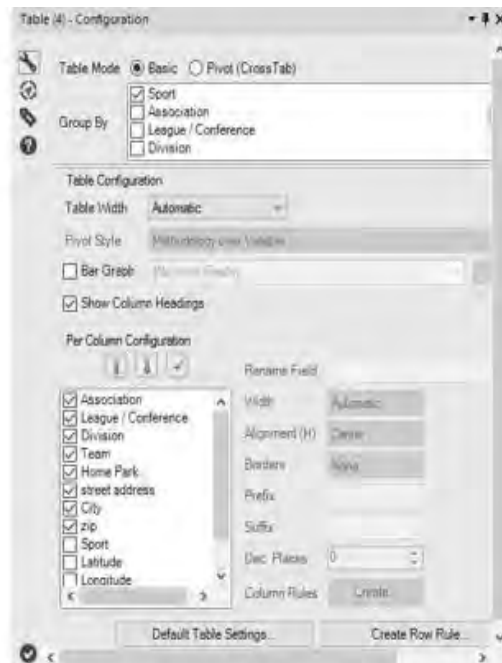 Table (4) - Configuration
Table Mode Basic Pivot (CrossTab)
Group By
Sport
Association
League / Conference
Division
Table Configuration
Table Width Automatic
Pivot Style Methodology over Variable
Bar Graph
Show Column Headings
Per Column Configuration
Association
League / Conference
Division
Team
Home Park
street address
City
zip
Sport
Latitude
Longitude
Rename Field
Width Automatic
Alignment (H) Center
Borders None
Prefix
Suffix
Dec. Places 0
Column Rules Create...
Default Table Settings... Create Row Rule...